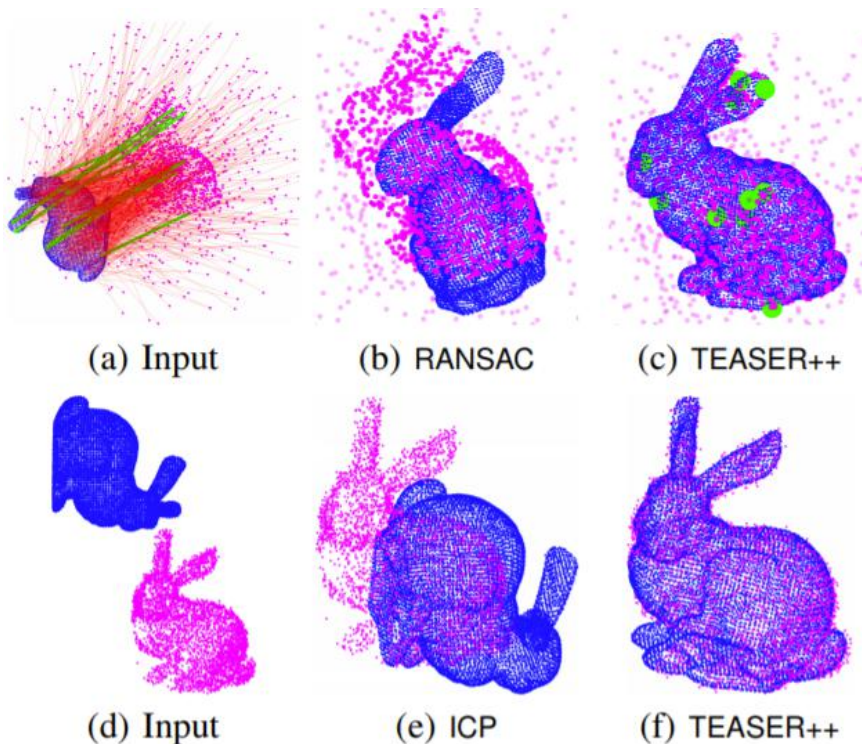 (a) Input
(b) RANSAC
(c) TEASER++
(d) Input
(e) ICP
(f) TEASER++